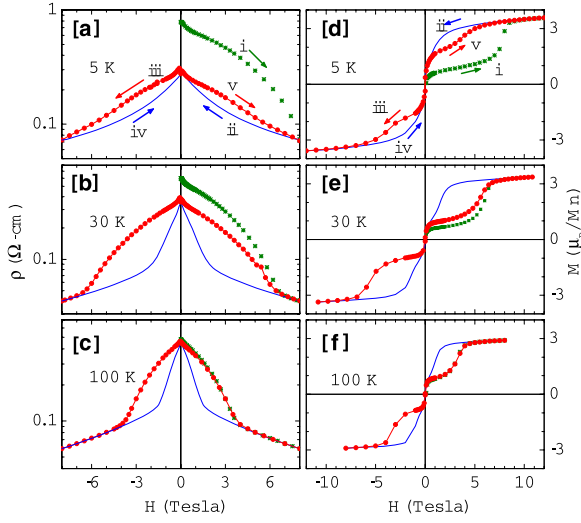 [a]
5 K
i
iii
v
iv
ii
1
0.1
[b]
30 K
0.1
[c]
100 K
0.1
ρ (Ω-cm)
-6 -3 0 3 6
H (Tesla)
[d]
5 K
ii
v
i
iii
iv
3
0
-3
[e]
30 K
3
0
-3
[f]
100 K
3
0
-3
M (μB/Mn)
-10 -5 0 5 10
H (Tesla)